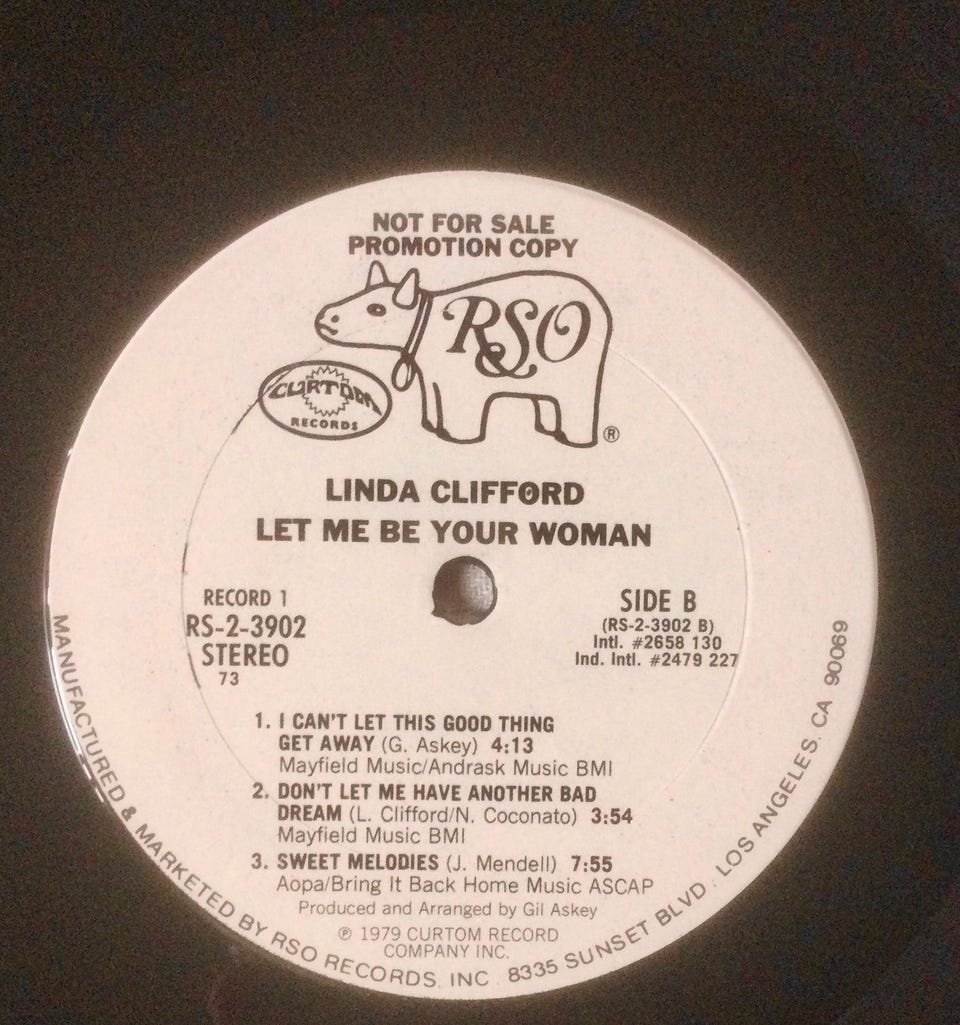 NOT FOR SALE
PROMOTION COPY
RSO
®
CURTOM
RECORDS
LINDA CLIFFORD
LET ME BE YOUR WOMAN
RECORD 1
RS-2-3902
STEREO
73
SIDE B
(RS-2-3902 B)
Intl. #2658 130
Ind. Intl. #2479 227
1. I CAN'T LET THIS GOOD THING
GET AWAY (G. Askey) 4:13
Mayfield Music/Andrask Music BMI
2. DON'T LET ME HAVE ANOTHER BAD
DREAM (L. Clifford/N. Coconato) 3:54
Mayfield Music BMI
3. SWEET MELODIES (J. Mendell) 7:55
Aopa/Bring It Back Home Music ASCAP
Produced and Arranged by Gil Askey
℗ 1979 CURTOM RECORD
COMPANY INC.
MANUFACTURED & MARKETED BY RSO RECORDS, INC 8335 SUNSET BLVD. LOS ANGELES. CA 90069